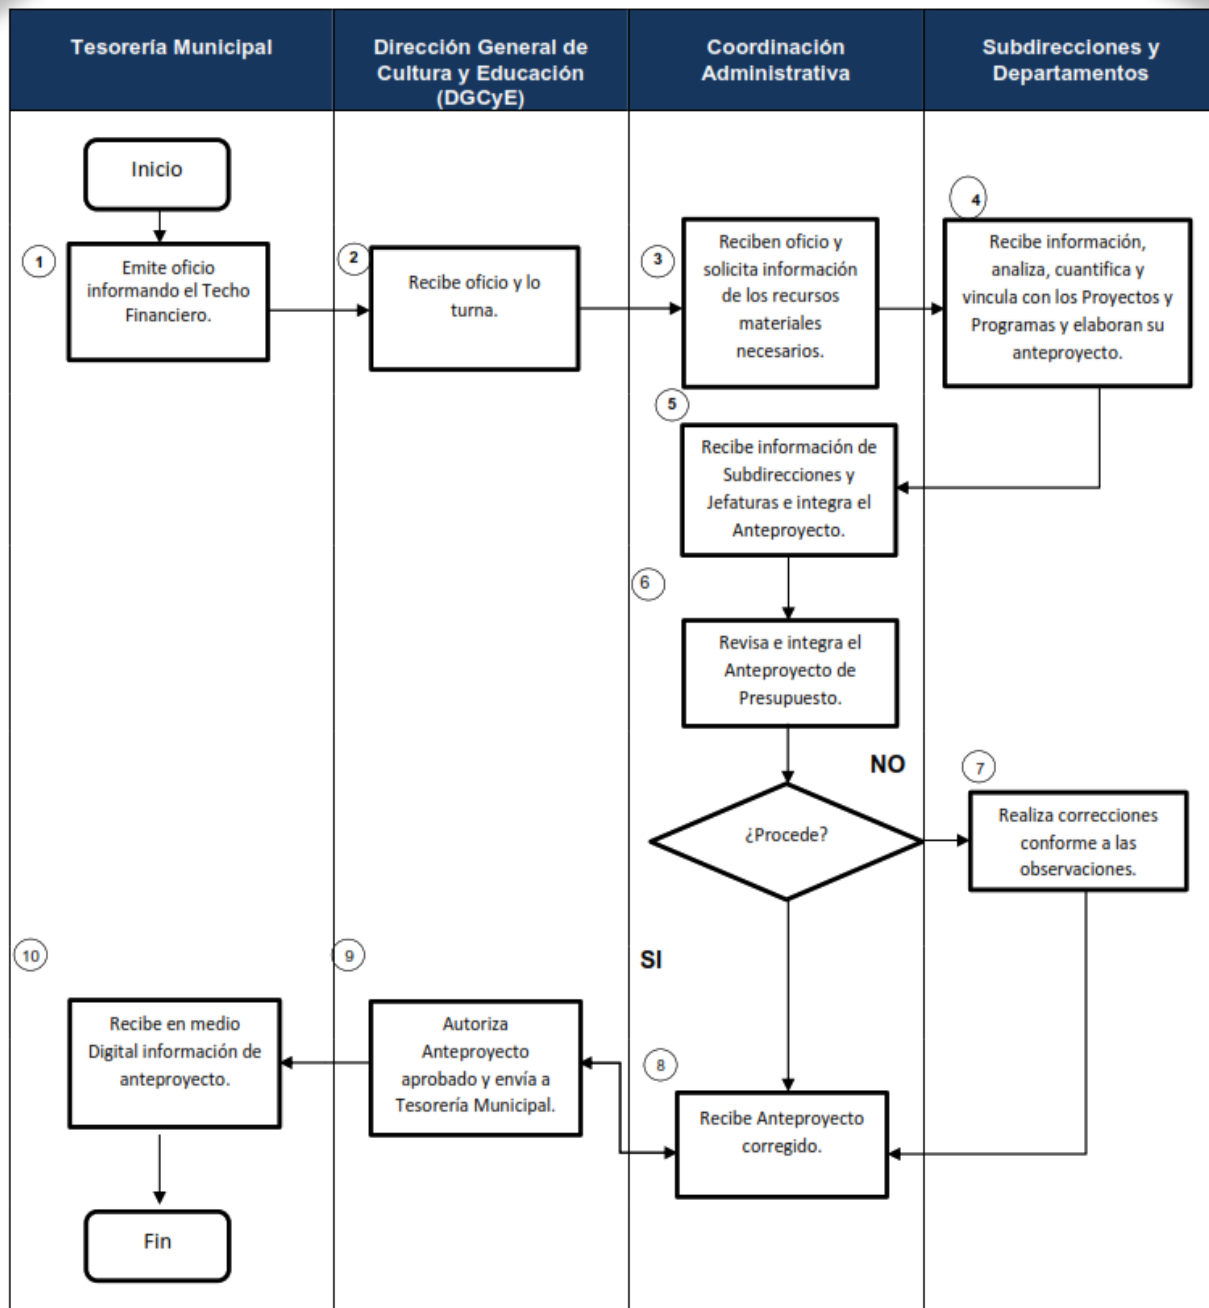 Tesorería Municipal
Dirección General de
Cultura y Educación
(DGCyE)
Coordinación
Administrativa
Subdirecciones y
Departamentos
Inicio
1
Emite oficio
informando el Techo
Financiero.
2
Recibe oficio y lo
turna.
3
Reciben oficio y
solicita información
de los recursos
materiales
necesarios.
4
Recibe información,
analiza, cuantifica y
vincula con los Proyectos y
Programas y elaboran su
anteproyecto.
5
Recibe información de
Subdirecciones y
Jefaturas e integra el
Anteproyecto.
6
Revisa e integra el
Anteproyecto de
Presupuesto.
¿Procede?
NO
7
Realiza correcciones
conforme a las
observaciones.
SI
8
Recibe Anteproyecto
corregido.
9
Autoriza
Anteproyecto
aprobado y envía a
Tesorería Municipal.
10
Recibe en medio
Digital información de
anteproyecto.
Fin